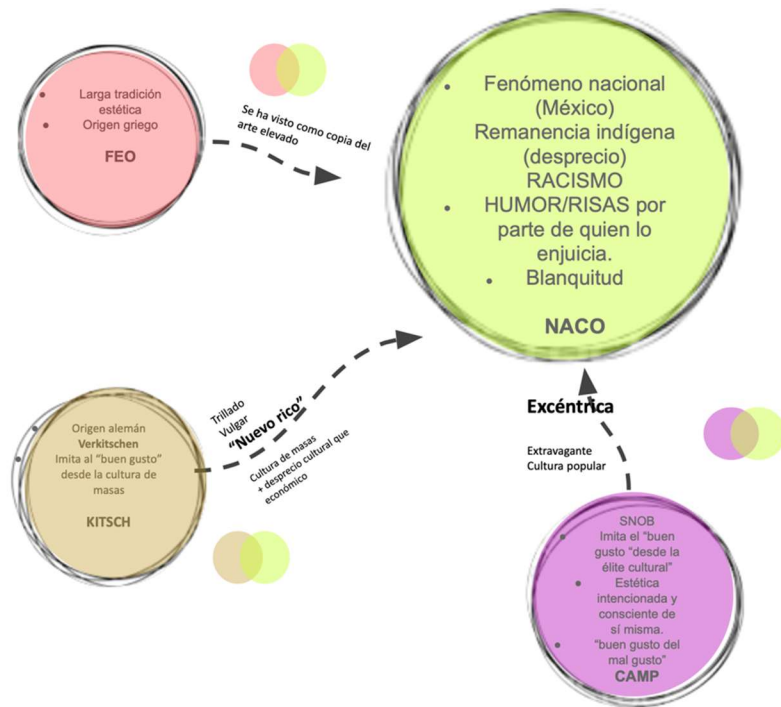 • Larga tradición
estética
• Origen griego
FEO
Se ha visto como copia del
arte elevado
• Fenómeno nacional
(México)
Remanencia indígena
(desprecio)
RACISMO
• HUMOR/RISAS por
parte de quien lo
enjuicia.
• Blanquitud
NACO
• Origen alemán
Verkitschen
• Imita al “buen gusto”
desde la cultura de
masas
KITSCH
Trillado
Vulgar
“Nuevo rico”
Cultura de masas
+ desprecio cultural que
económico
Excéntrica
Extravagante
Cultura popular
SNOB
• Imita el “buen
gusto “desde la
élite cultural”
• Estética
intencionada y
consciente de
sí misma.
• “buen gusto del
mal gusto”
CAMP